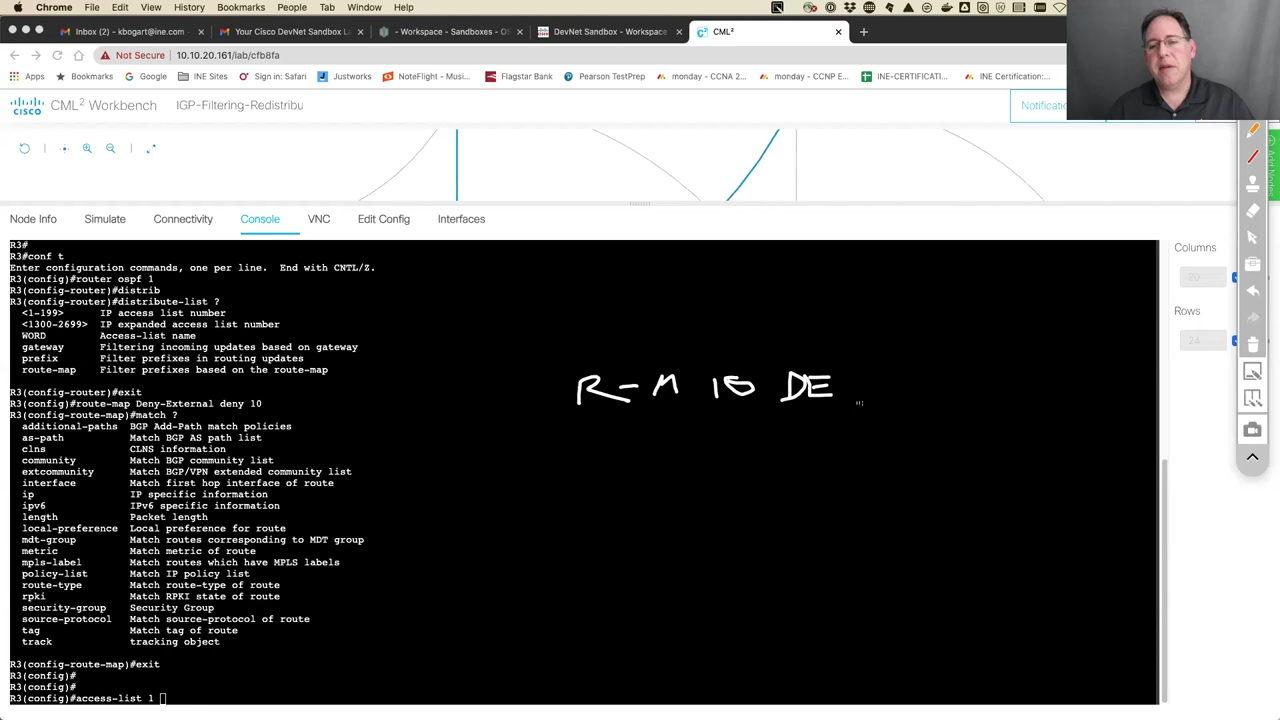 Chrome File Edit View History Bookmarks People Tab Window Help
Inbox (2) - kbogart@ine.com - Your Cisco DevNet Sandbox L - Workspace - Sandboxes - OS DevNet Sandbox - Workspace CML²
Not Secure 10.10.20.161/lab/cfb8fa
Apps Bookmarks Google INE Sites Sign in: Safari Justworks NoteFlight - Musi... Flagstar Bank Pearson TestPrep monday - CCNA 2... monday - CCNP E... INE-CERTIFICATI... INE Certification:...
CISCO CML² Workbench IGP-Filtering-Redistribu Notificati
Add Nodes
Node Info Simulate Connectivity Console VNC Edit Config Interfaces
R3#
R3#conf t
Enter configuration commands, one per line. End with CNTL/Z.
R3(config)#router ospf 1
R3(config-router)#distrib
R3(config-router)#distribute-list ?
<1-199> IP access list number
<1300-2699> IP expanded access list number
WORD Access-list name
gateway Filtering incoming updates based on gateway
prefix Filter prefixes in routing updates
route-map Filter prefixes based on the route-map
R3(config-router)#exit
R3(config)#route-map Deny-External deny 10
R3(config-route-map)#match ?
additional-paths BGP Add-Path match policies
as-path Match BGP AS path list
clns CLNS information
community Match BGP community list
extcommunity Match BGP/VPN extended community list
interface Match first hop interface of route
ip IP specific information
ipv6 IPv6 specific information
length Packet length
local-preference Local preference for route
mdt-group Match routes corresponding to MDT group
metric Match metric of route
mpls-label Match routes which have MPLS labels
policy-list Match IP policy list
route-type Match route-type of route
rpki Match RPKI state of route
security-group Security Group
source-protocol Match source-protocol of route
tag Match tag of route
track tracking object
R3(config-route-map)#exit
R3(config)#
R3(config)#
R3(config)#access-list 1
R-M 10 DE
Columns
20
Rows
24